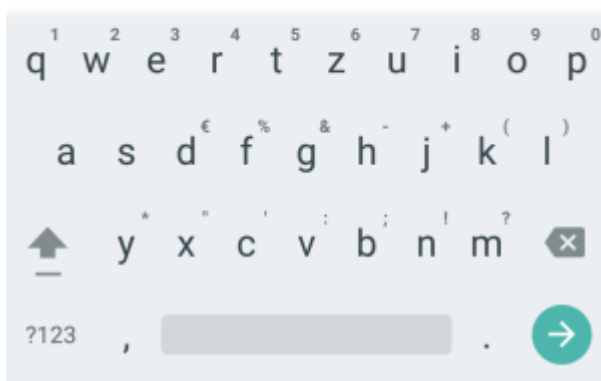 1 2 3 4 5 6 7 8 9 0
q w e r t z u i o p
€ % & - + ( )
a s d f g h j k l
* " ' : ; ! ?
y x c v b n m
?123 , .